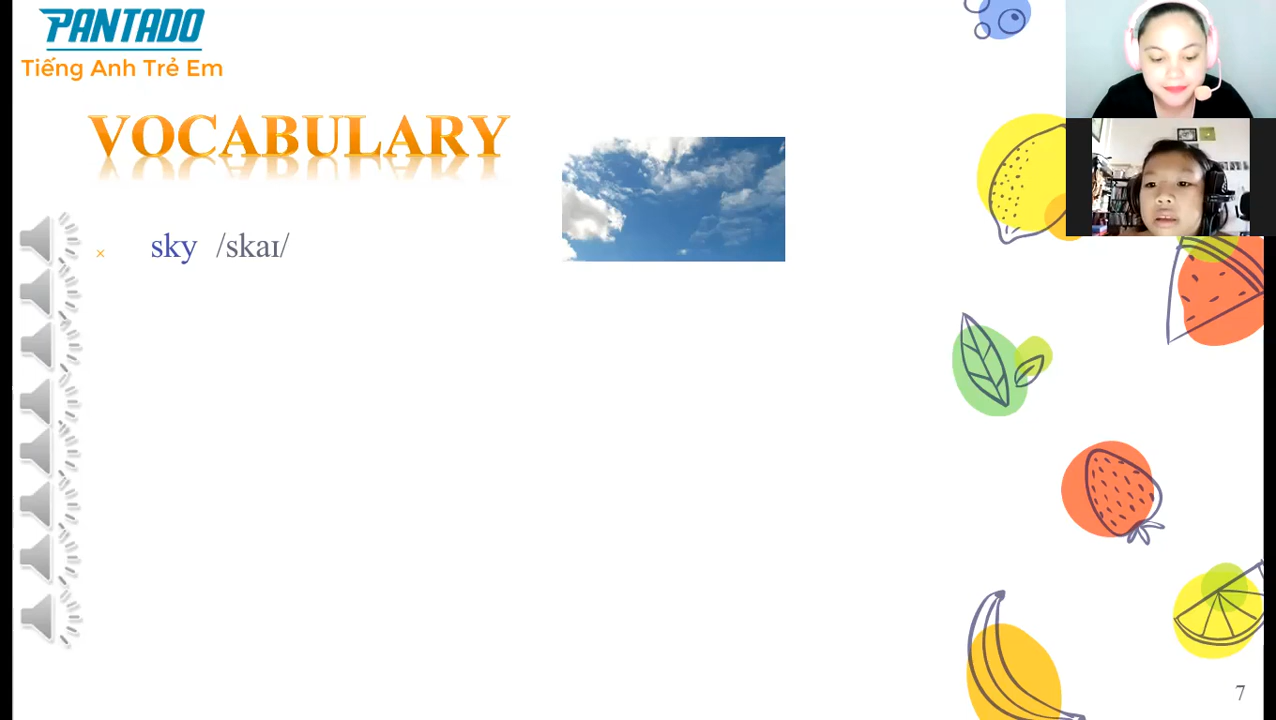 PANTADO
Tiếng Anh Trẻ Em
VOCABULARY
× sky /skaɪ/
7